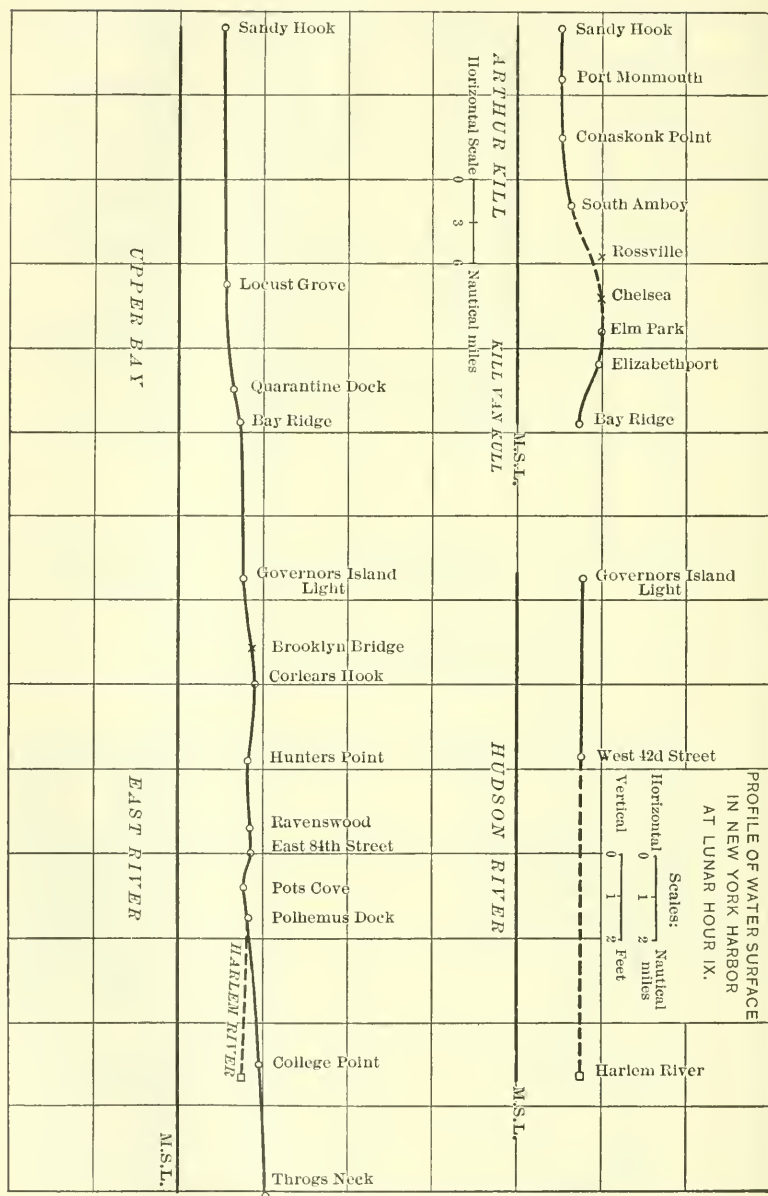 PROFILE OF WATER SURFACE
IN NEW YORK HARBOR
AT LUNAR HOUR IX.
Scales:
Horizontal 0 1 2 Nautical
miles
Vertical 0 1 2 Feet
Sandy Hook
Port Monmouth
Conaskonk Point
South Amboy
Rossville
Chelsea
Elm Park
Elizabethport
Bay Ridge
ARTHUR KILL
Horizontal Scale 0 3 6 Nautical miles
KILL VAN KULL
M.S.L.
Governors Island
Light
West 42d Street
Harlem River
HUDSON RIVER
M.S.L.
Sandy Hook
Locust Grove
Quarantine Dock
Bay Ridge
Governors Island
Light
Brooklyn Bridge
Corlears Hook
Hunters Point
Ravenswood
East 84th Street
Pots Cove
Polhemus Dock
College Point
Throgs Neck
HARLEM RIVER
UPPER BAY
EAST RIVER
M.S.L.